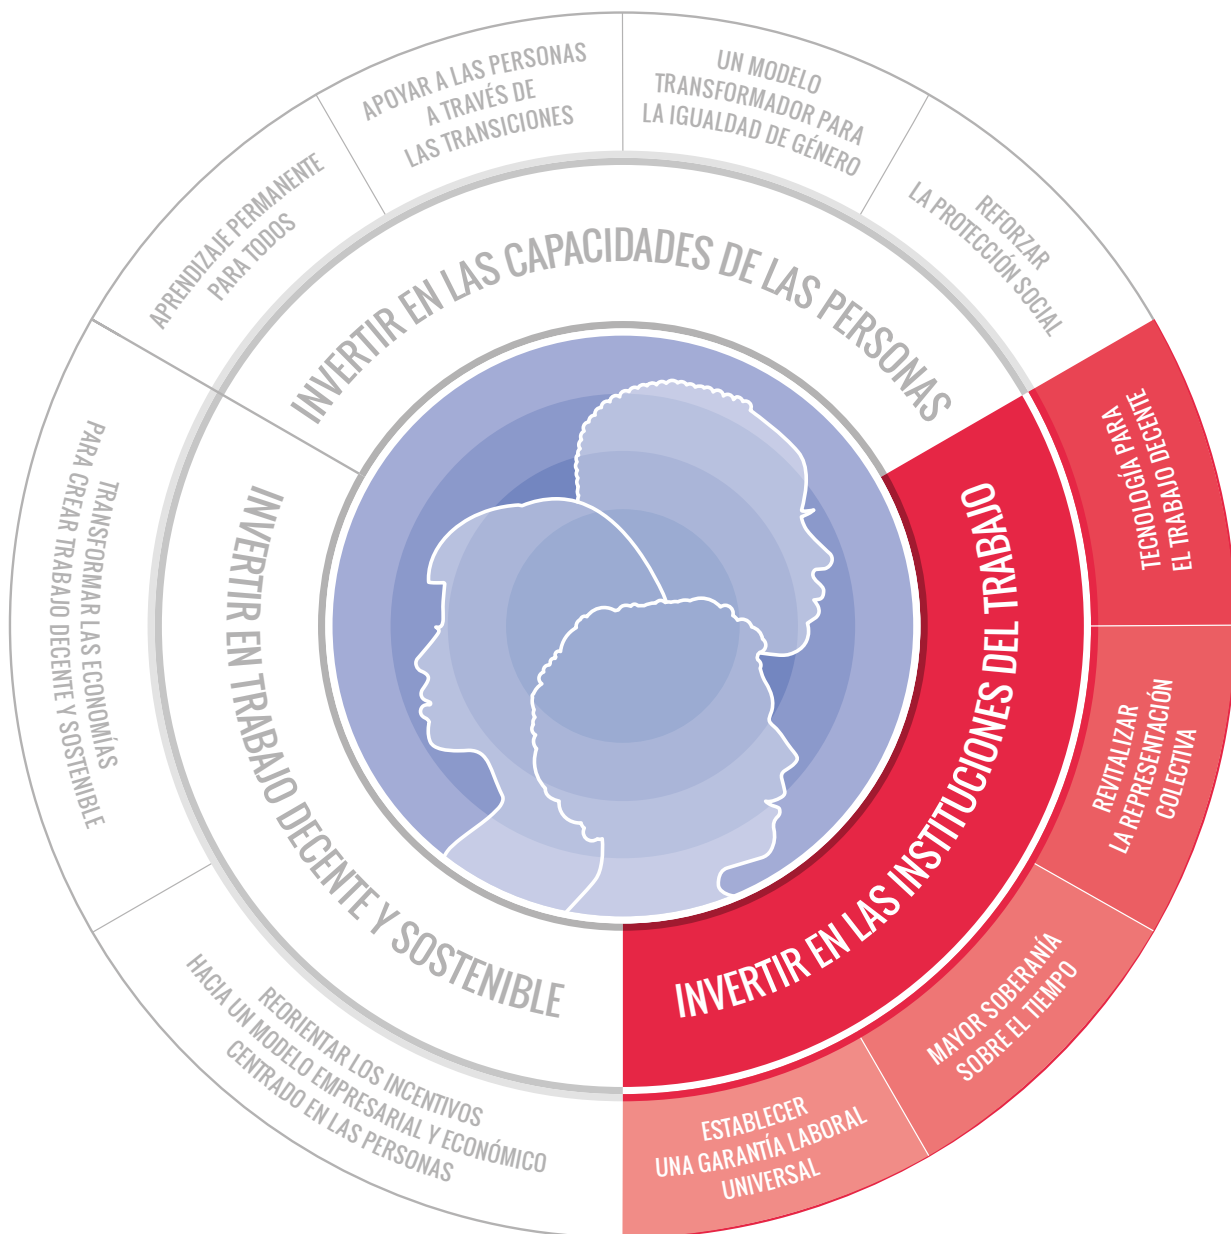 APOYAR A LAS PERSONAS
A TRAVÉS DE
LAS TRANSICIONES
UN MODELO
TRANSFORMADOR PARA
LA IGUALDAD DE GÉNERO
REFORZAR
LA PROTECCIÓN SOCIAL
APRENDIZAJE PERMANENTE
PARA TODOS
INVERTIR EN LAS CAPACIDADES DE LAS PERSONAS
TECNOLOGÍA PARA
EL TRABAJO DECENTE
REVITALIZAR
LA REPRESENTACIÓN
COLECTIVA
MAYOR SOBERANÍA
SOBRE EL TIEMPO
ESTABLECER
UNA GARANTÍA LABORAL
UNIVERSAL
INVERTIR EN LAS INSTITUCIONES DEL TRABAJO
TRANSFORMAR LAS ECONOMÍAS
PARA CREAR TRABAJO DECENTE Y SOSTENIBLE
REORIENTAR LOS INCENTIVOS
HACIA UN MODELO EMPRESARIAL Y ECONÓMICO
CENTRADO EN LAS PERSONAS
INVERTIR EN TRABAJO DECENTE Y SOSTENIBLE